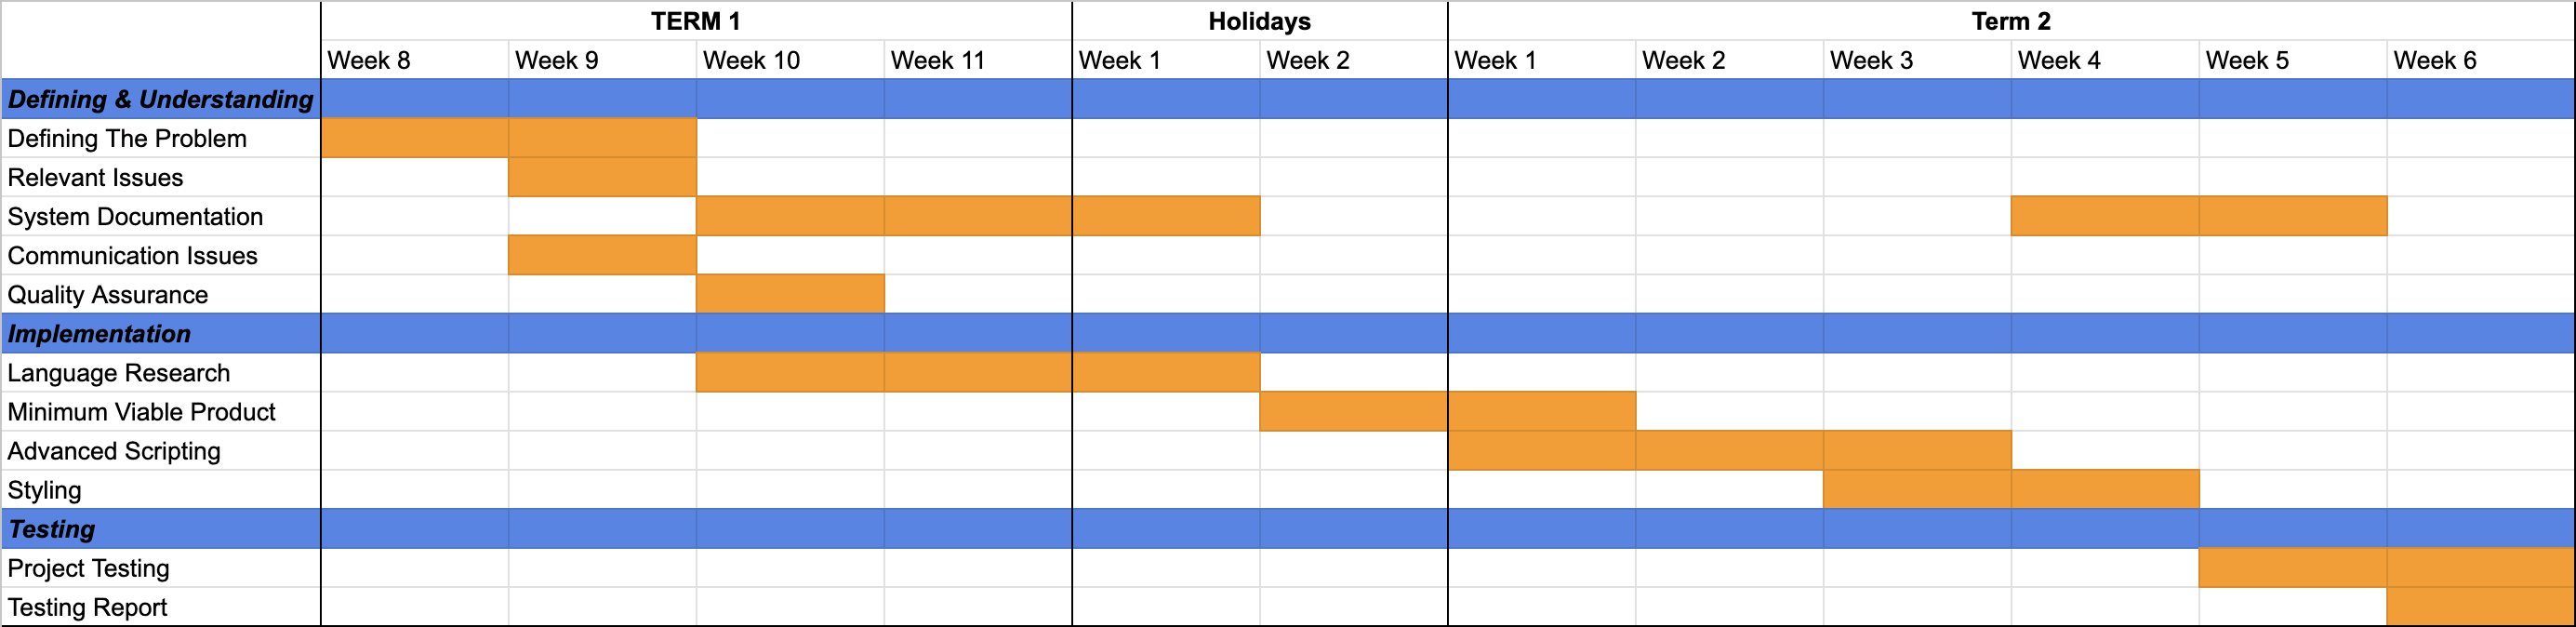 TERM 1 Holidays Term 2
Week 8 Week 9 Week 10 Week 11 Week 1 Week 2 Week 1 Week 2 Week 3 Week 4 Week 5 Week 6
Defining & Understanding
Defining The Problem
Relevant Issues
System Documentation
Communication Issues
Quality Assurance
Implementation
Language Research
Minimum Viable Product
Advanced Scripting
Styling
Testing
Project Testing
Testing Report